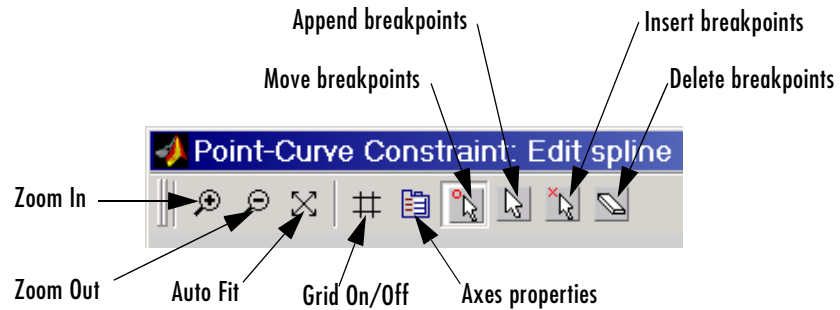 Append breakpoints
Insert breakpoints
Move breakpoints
Delete breakpoints
Point-Curve Constraint: Edit spline
Zoom In
Zoom Out
Auto Fit
Grid On/Off
Axes properties